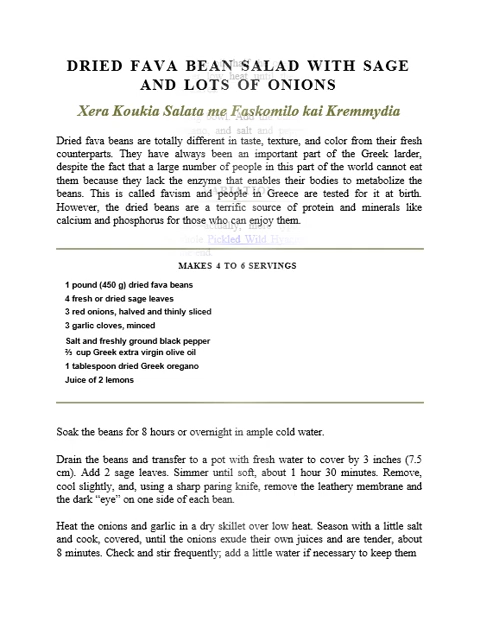 DRIED FAVA BEAN SALAD WITH SAGE
AND LOTS OF ONIONS
Xera Koukia Salata me Faskomilo kai Kremmydia
Dried fava beans are totally different in taste, texture, and color from their fresh
counterparts. They have always been an important part of the Greek larder,
despite the fact that a large number of people in this part of the world cannot eat
them because they lack the enzyme that enables their bodies to metabolize the
beans. This is called favism and people in Greece are tested for it at birth.
However, the dried beans are a terrific source of protein and minerals like
calcium and phosphorus for those who can enjoy them.
Pickled Wild
MAKES 4 TO 6 SERVINGS
1 pound (450 g) dried fava beans
4 fresh or dried sage leaves
3 red onions, halved and thinly sliced
3 garlic cloves, minced
Salt and freshly ground black pepper
⅔ cup Greek extra virgin olive oil
1 tablespoon dried Greek oregano
Juice of 2 lemons
Soak the beans for 8 hours or overnight in ample cold water.
Drain the beans and transfer to a pot with fresh water to cover by 3 inches (7.5
cm). Add 2 sage leaves. Simmer until soft, about 1 hour 30 minutes. Remove,
cool slightly, and, using a sharp paring knife, remove the leathery membrane and
the dark “eye” on one side of each bean.
Heat the onions and garlic in a dry skillet over low heat. Season with a little salt
and cook, covered, until the onions exude their own juices and are tender, about
8 minutes. Check and stir frequently; add a little water if necessary to keep them